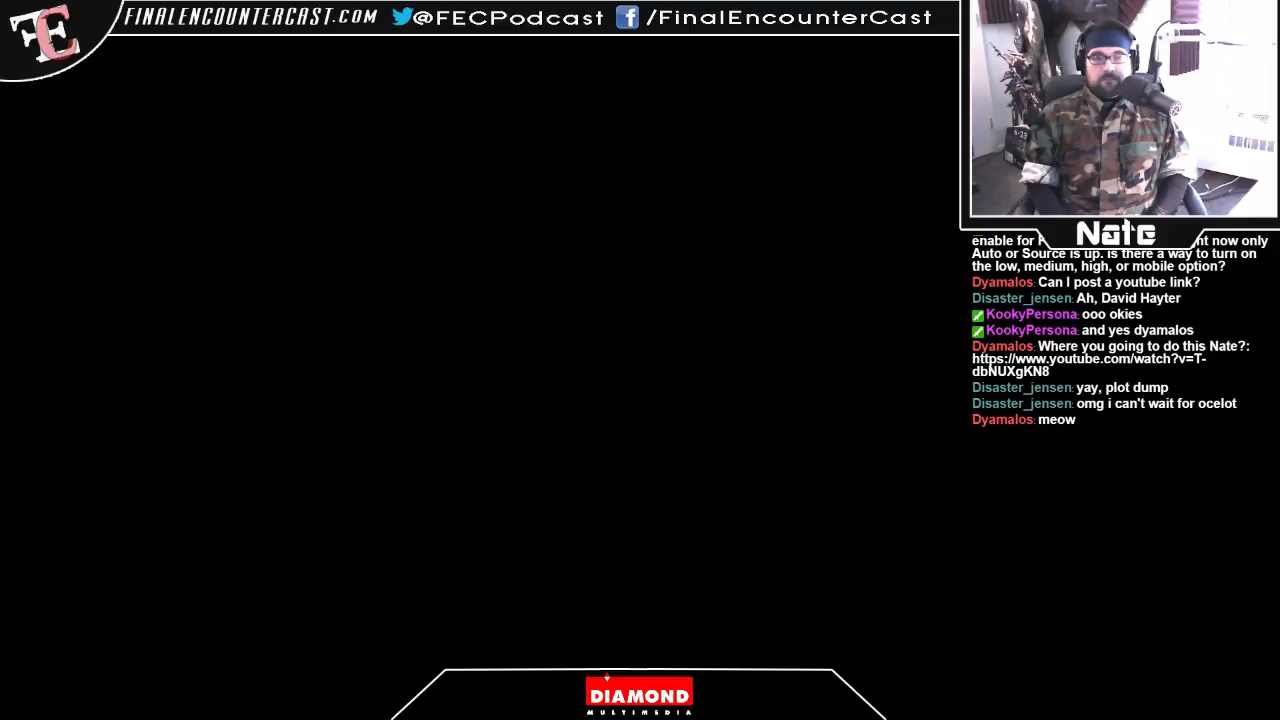 FC
FINALENCOUNTERCAST.COM @FECPodcast /FinalEncounterCast
Nate
enable for ht now only
Auto or Source is up. is there a way to turn on
the low, medium, high, or mobile option?
Dyamalos: Can I post a youtube link?
Disaster_jensen: Ah, David Hayter
KookyPersona: ooo okies
KookyPersona: and yes dyamalos
Dyamalos: Where you going to do this Nate?:
https://www.youtube.com/watch?v=T-
dbNUXgKN8
Disaster_jensen: yay, plot dump
Disaster_jensen: omg i can't wait for ocelot
Dyamalos: meow
DIAMOND
MULTIMEDIA